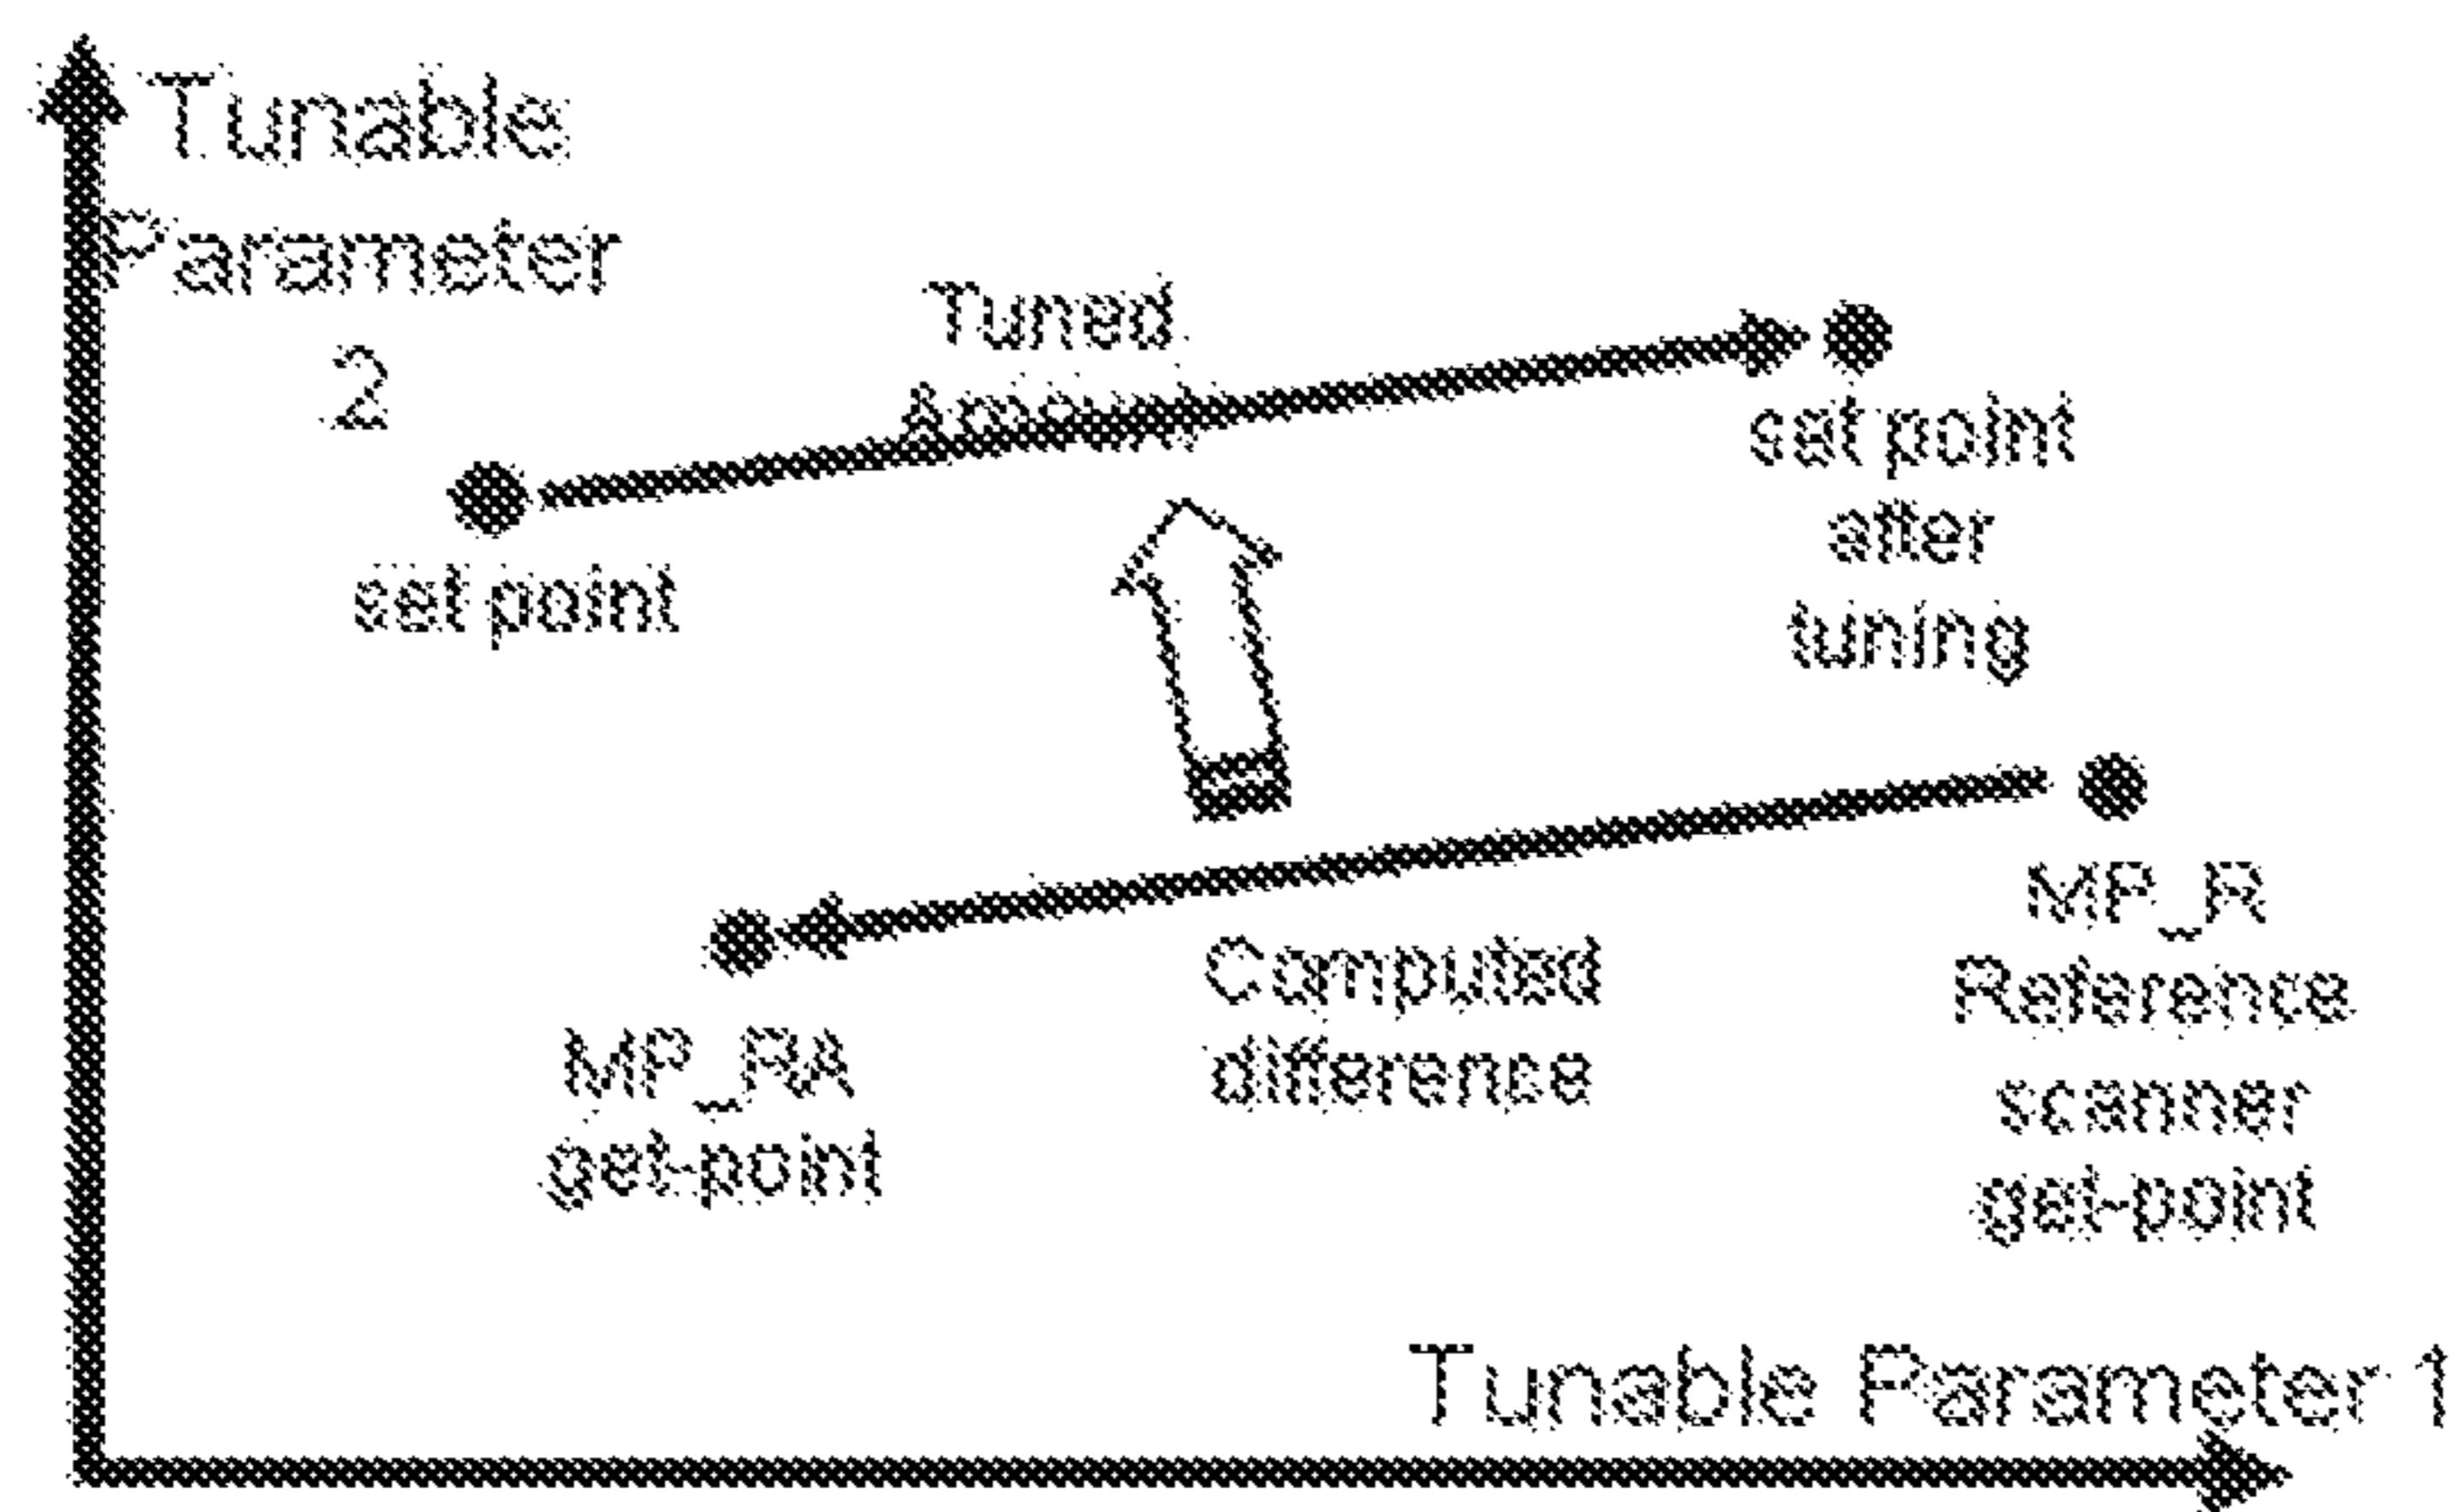 Tunable
Parameter
2
Tuned
Amount
set point
set point
after
tuning
MP_R
Reference
scanner
get-point
Computed
difference
MP_RA
get-point
Tunable Parameter 1